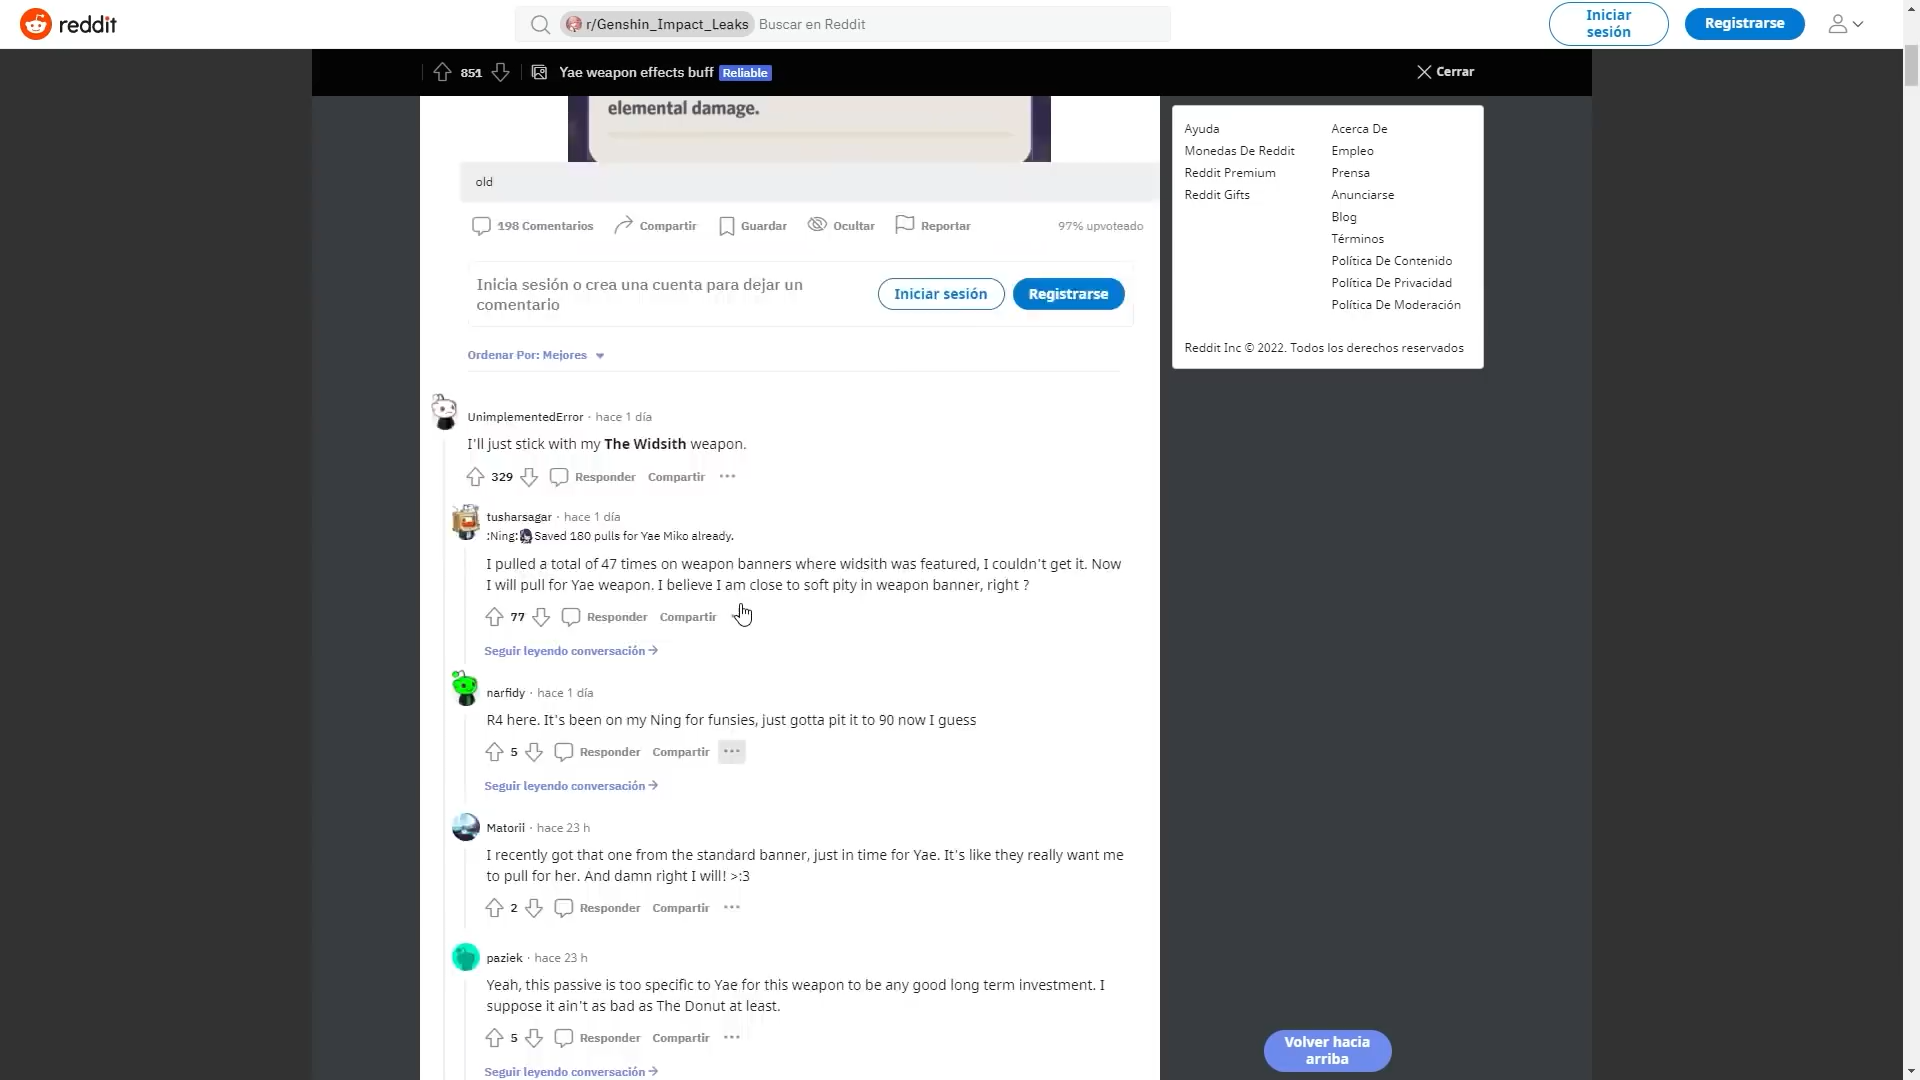 reddit
r/Genshin_Impact_Leaks Buscar en Reddit
Iniciar sesión
Registrarse
851 Yae weapon effects buff Reliable
Cerrar
elemental damage.
old
198 Comentarios Compartir Guardar Ocultar Reportar 97% upvoteado
Inicia sesión o crea una cuenta para dejar un
comentario
Iniciar sesión
Registrarse
Ordenar Por: Mejores
UnimplementedError · hace 1 día
I'll just stick with my The Widsith weapon.
329 Responder Compartir ···
tusharsagar · hace 1 día
:Ning: Saved 180 pulls for Yae Miko already.
I pulled a total of 47 times on weapon banners where widsith was featured, I couldn't get it. Now
I will pull for Yae weapon. I believe I am close to soft pity in weapon banner, right ?
77 Responder Compartir
Seguir leyendo conversación →
narfidy · hace 1 día
R4 here. It's been on my Ning for funsies, just gotta pit it to 90 now I guess
5 Responder Compartir ···
Seguir leyendo conversación →
Matorii · hace 23 h
I recently got that one from the standard banner, just in time for Yae. It's like they really want me
to pull for her. And damn right I will! >:3
2 Responder Compartir ···
paziek · hace 23 h
Yeah, this passive is too specific to Yae for this weapon to be any good long term investment. I
suppose it ain't as bad as The Donut at least.
5 Responder Compartir ···
Seguir leyendo conversación →
Ayuda Acerca De
Monedas De Reddit Empleo
Reddit Premium Prensa
Reddit Gifts Anunciarse
Blog
Términos
Política De Contenido
Política De Privacidad
Política De Moderación
Reddit Inc © 2022. Todos los derechos reservados
Volver hacia
arriba